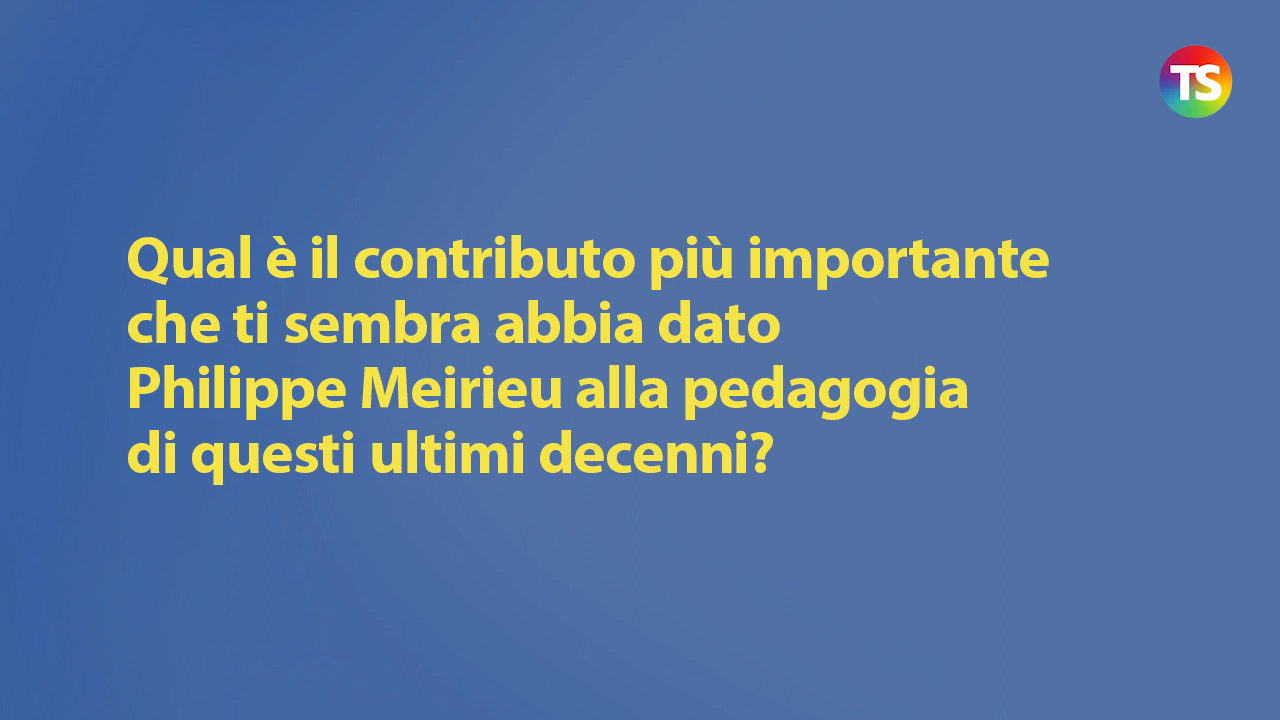 TS
Qual è il contributo più importante
che ti sembra abbia dato
Philippe Meirieu alla pedagogia
di questi ultimi decenni?